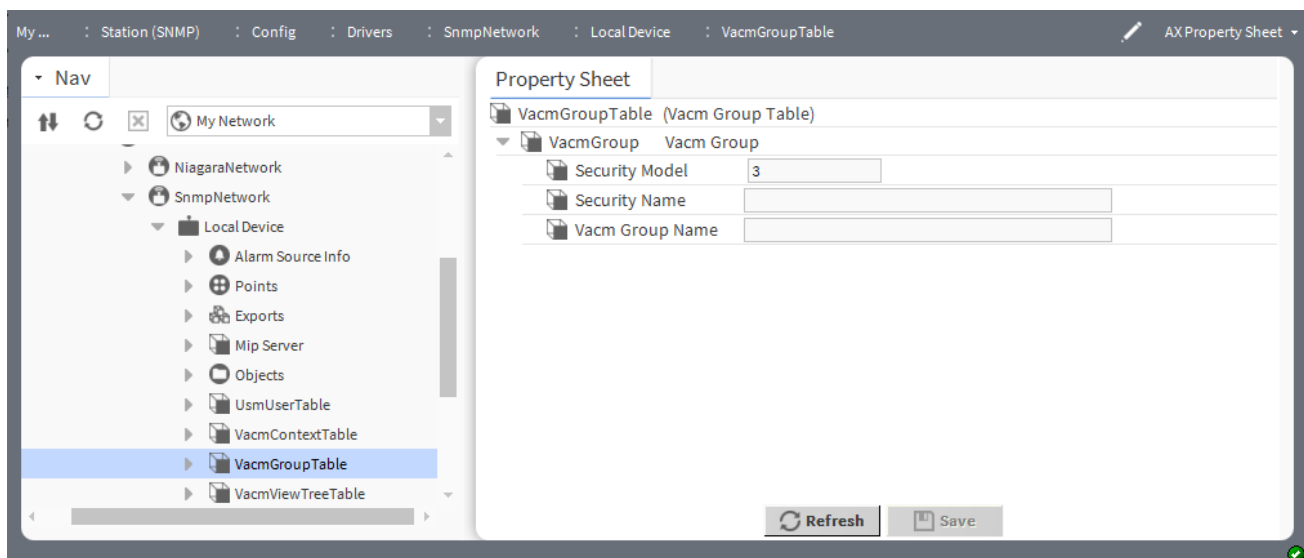 My ... : Station (SNMP) : Config : Drivers : SnmpNetwork : Local Device : VacmGroupTable AX Property Sheet
Nav
My Network
NiagaraNetwork
SnmpNetwork
Local Device
Alarm Source Info
Points
Exports
Mip Server
Objects
UsmUserTable
VacmContextTable
VacmGroupTable
VacmViewTreeTable
Property Sheet
VacmGroupTable (Vacm Group Table)
VacmGroup Vacm Group
Security Model 3
Security Name
Vacm Group Name
Refresh Save